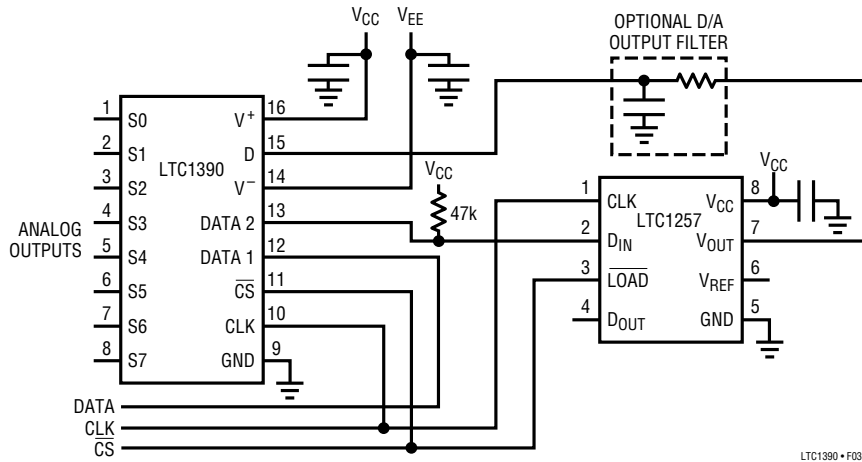 OPTIONAL D/A
OUTPUT FILTER
VCC
VEE
1
S0
V+
16
2
S1
D
15
LTC1390
3
S2
V−
14
VCC
4
S3
DATA 2
13
47k
ANALOG
OUTPUTS
5
S4
DATA 1
12
6
S5
CS
11
7
S6
CLK
10
8
S7
GND
9
VCC
1
CLK
VCC
8
LTC1257
2
DIN
VOUT
7
3
LOAD
VREF
6
4
DOUT
GND
5
DATA
CLK
CS
LTC1390 • F03